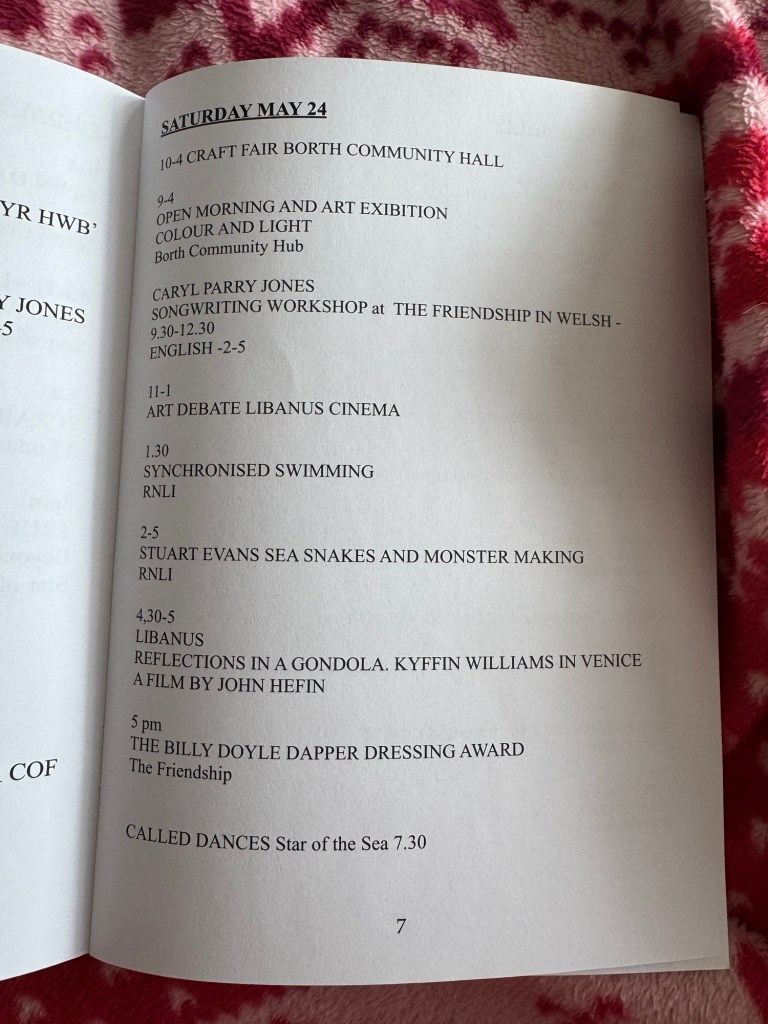 YR HWB'
Y JONES
-5
COF
SATURDAY MAY 24
10-4 CRAFT FAIR BORTH COMMUNITY HALL
9-4
OPEN MORNING AND ART EXIBITION
COLOUR AND LIGHT
Borth Community Hub
CARYL PARRY JONES
SONGWRITING WORKSHOP at THE FRIENDSHIP IN WELSH -
9.30-12.30
ENGLISH -2-5
11-1
ART DEBATE LIBANUS CINEMA
1.30
SYNCHRONISED SWIMMING
RNLI
2-5
STUART EVANS SEA SNAKES AND MONSTER MAKING
RNLI
4,30-5
LIBANUS
REFLECTIONS IN A GONDOLA. KYFFIN WILLIAMS IN VENICE
A FILM BY JOHN HEFIN
5 pm
THE BILLY DOYLE DAPPER DRESSING AWARD
The Friendship
CALLED DANCES Star of the Sea 7.30
7